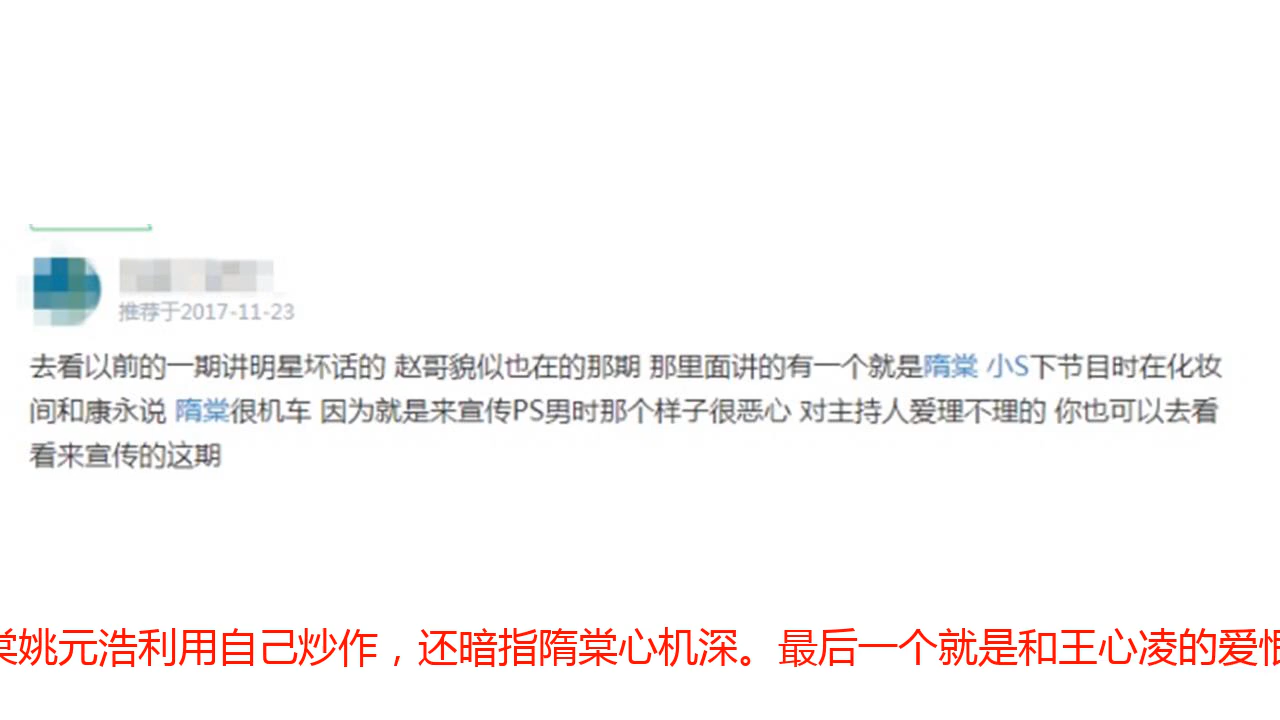 推荐于2017-11-23
去看以前的一期讲明星坏话的 赵哥貌似也在的那期 那里面讲的有一个就是隋棠 小S下节目时在化妆
间和康永说 隋棠很机车 因为就是来宣传PS男时那个样子很恶心 对主持人爱理不理的 你也可以去看
看来宣传的这期
棠姚元浩利用自己炒作，还暗指隋棠心机深。最后一个就是和王心凌的爱恨